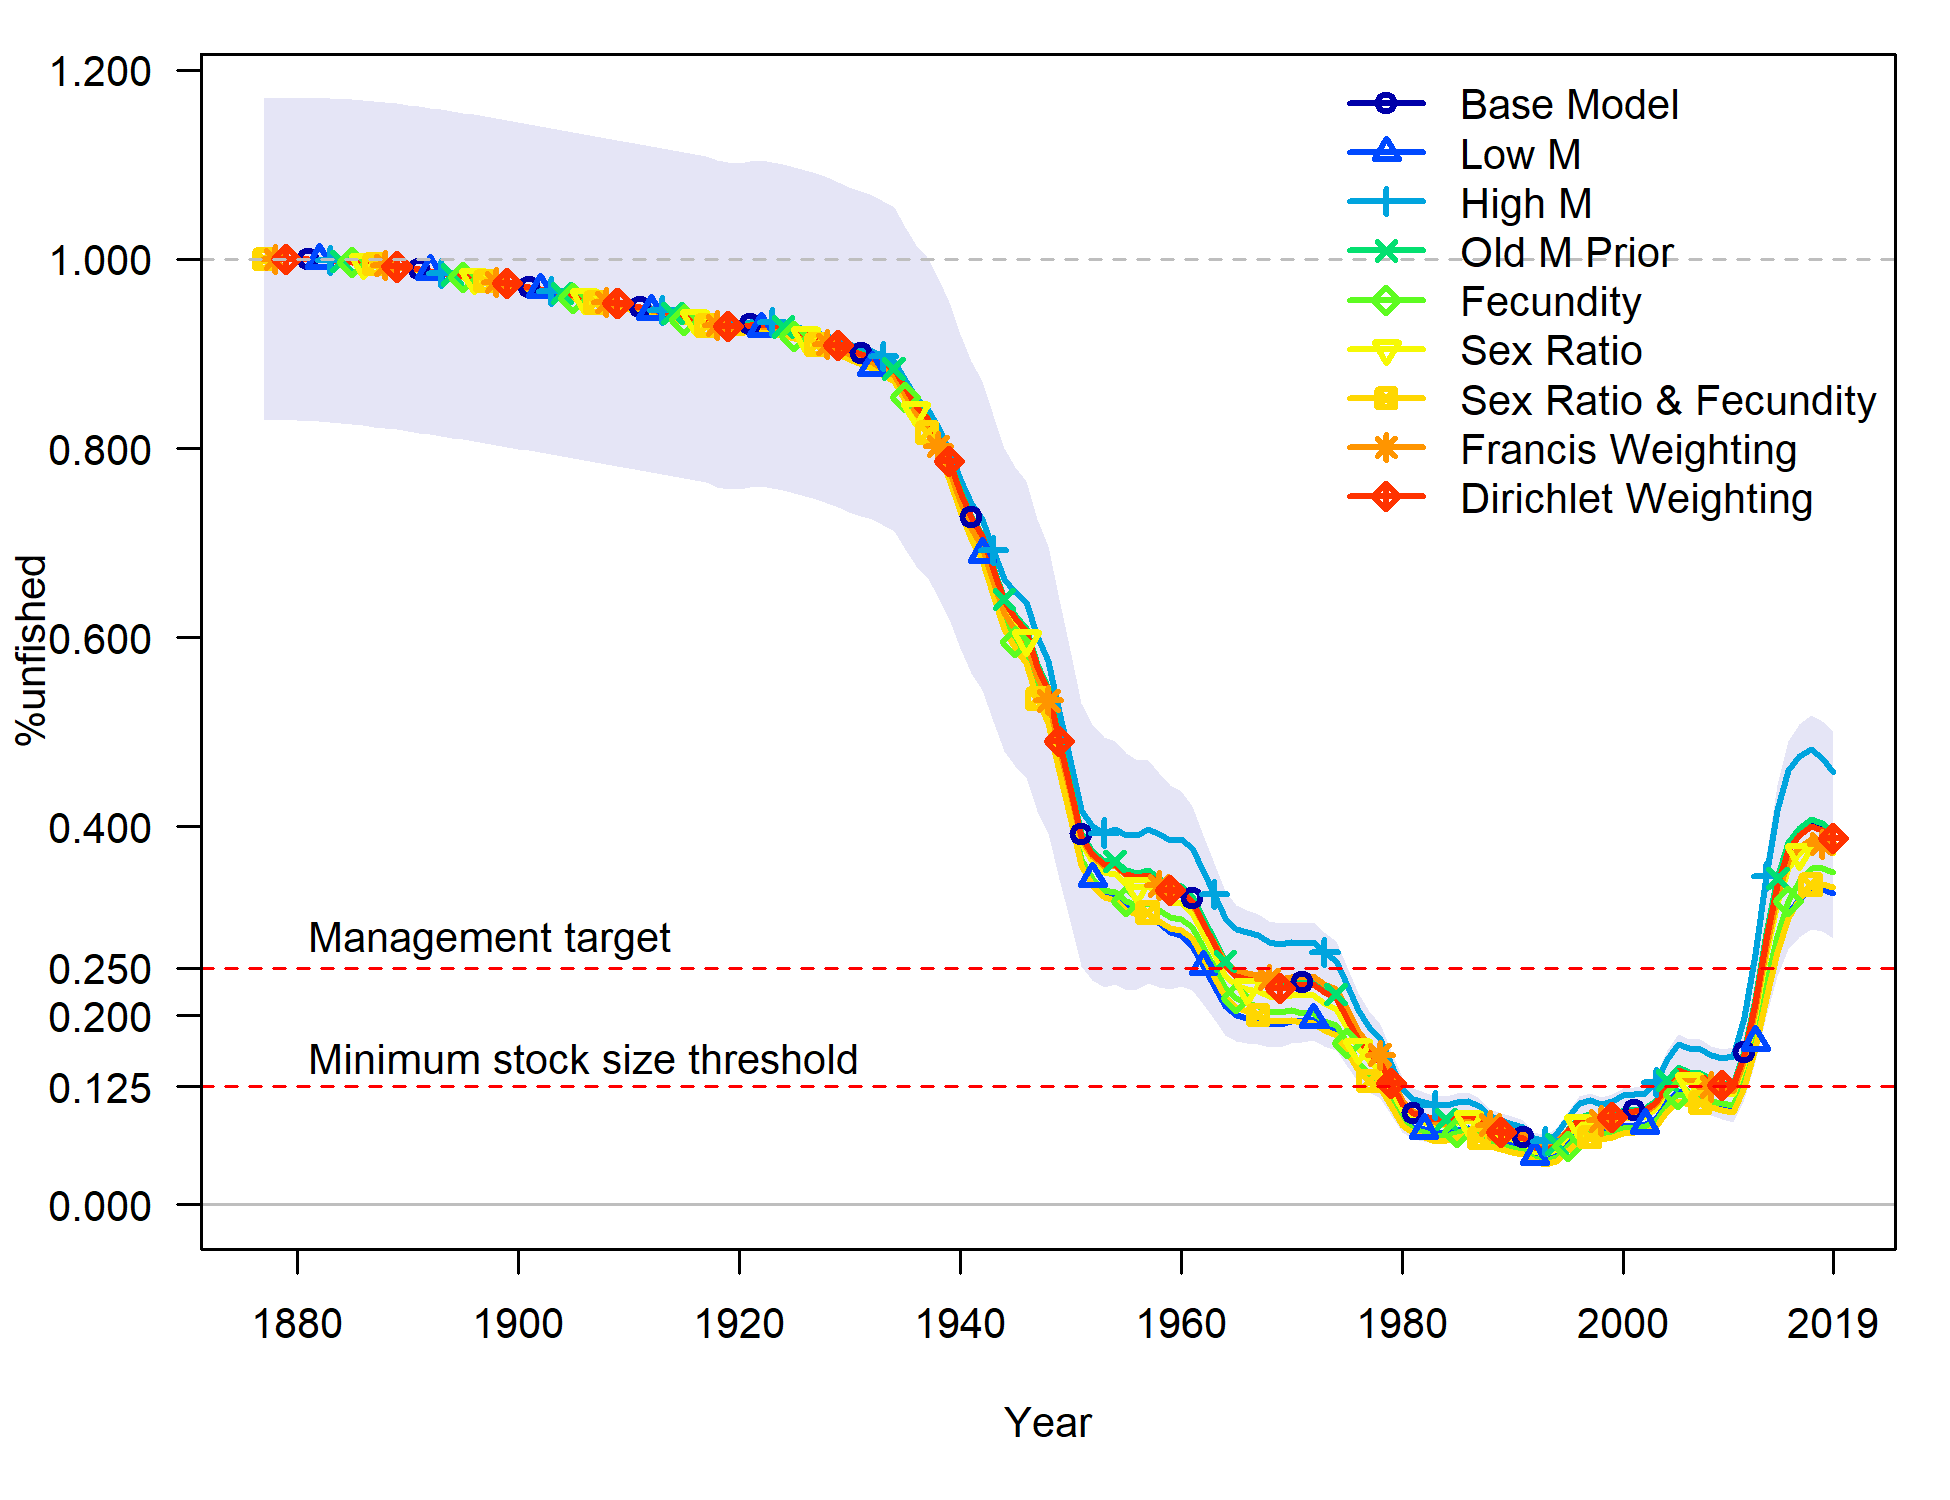 1.200
1.000
0.800
0.600
0.400
0.250
0.200
0.125
0.000
%unfished
Base Model
Low M
High M
Old M Prior
Fecundity
Sex Ratio
Sex Ratio & Fecundity
Francis Weighting
Dirichlet Weighting
Management target
Minimum stock size threshold
1880
1900
1920
1940
1960
1980
2000
2019
Year